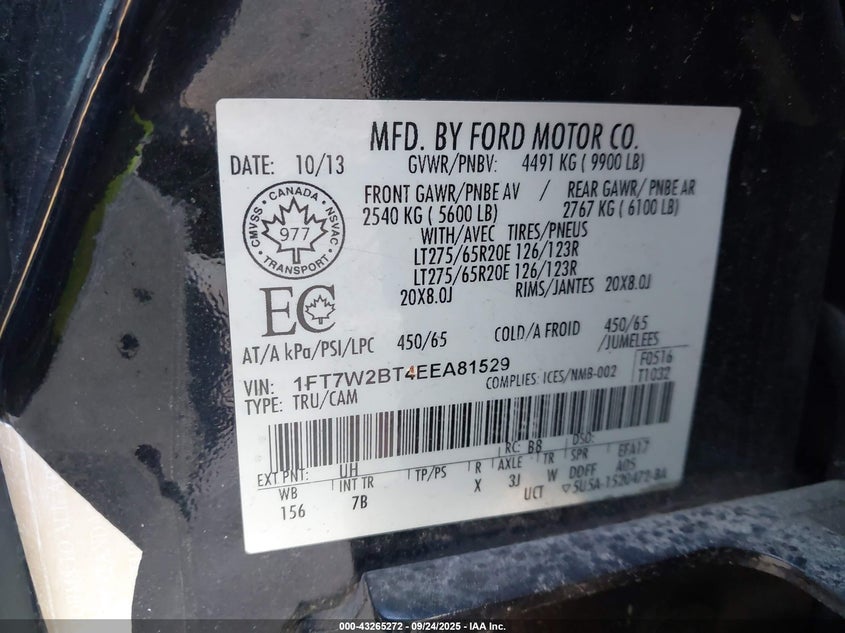 MFD. BY FORD MOTOR CO.
DATE: 10/13 GVWR/PNBV: 4491 KG ( 9900 LB)
FRONT GAWR/PNBE AV / REAR GAWR/ PNBE AR
2540 KG ( 5600 LB) 2767 KG ( 6100 LB)
CMVSS · CANADA · NSVAC · TRANSPORT ·
977
WITH/AVEC TIRES/PNEUS
LT275/65R20E 126/123R
LT275/65R20E 126/123R
20X8.0J RIMS/JANTES 20X8.0J
EC
AT/A kPa/PSI/LPC 450/65 COLD/A FROID 450/65
/JUMELEES
VIN: 1FT7W2BT4EEA81529 COMPLIES: ICES/NMB-002 F0516
TYPE: TRU/CAM T1032
RC: BB DSO:
EXT PNT: UH EFA17
WB INT TR TP/PS R AXLE TR SPR
156 7B X 3J W DDFF A05
UCT ▽5U5A-1520472-BA
000-43265272 - 09/24/2025 - IAA, Inc.